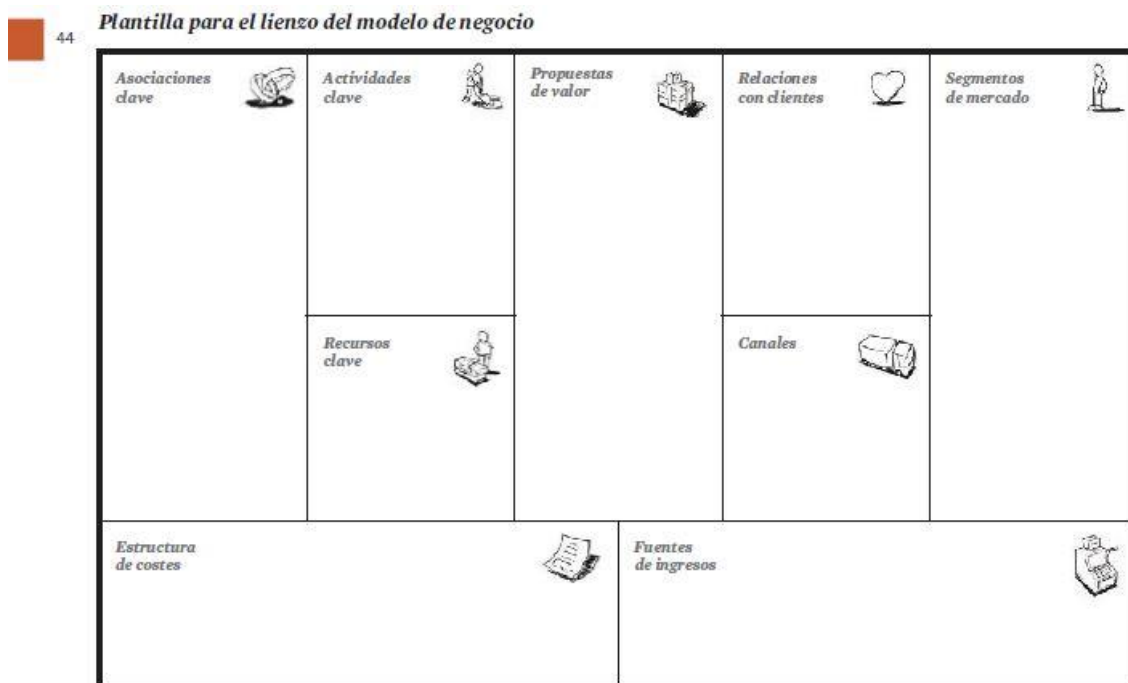 44
Plantilla para el lienzo del modelo de negocio
Asociaciones
clave
Actividades
clave
Propuestas
de valor
Relaciones
con clientes
Segmentos
de mercado
Recursos
clave
Canales
Estructura
de costes
Fuentes
de ingresos